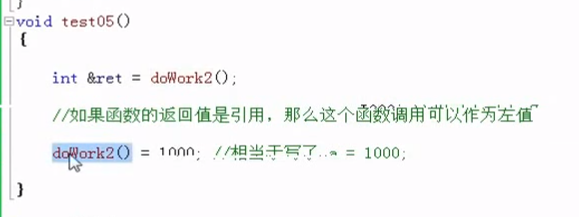 }
void test05()
{
int &ret = doWork2();
//如果函数的返回值是引用，那么这个函数调用可以作为左值
doWork2() = 1000; //相当于写了 = 1000;
}